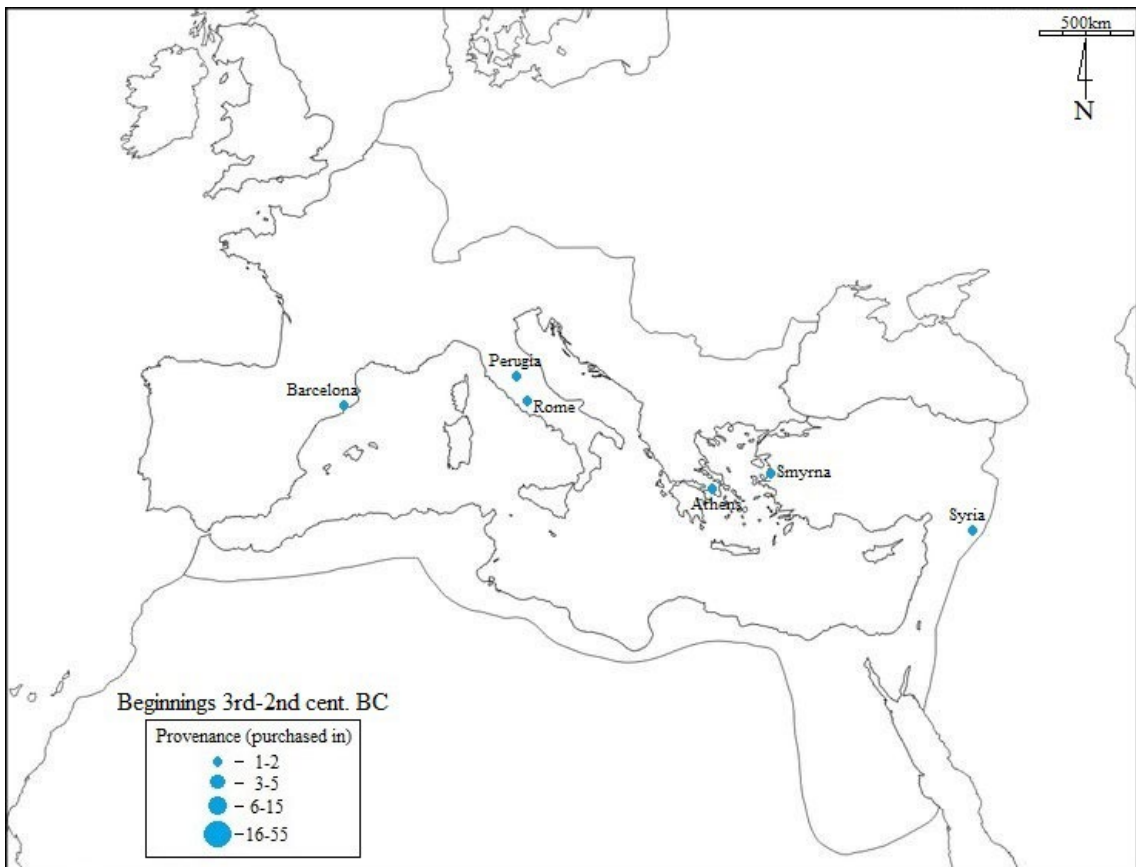 500km
N
Perugia
Barcelona
Rome
Smyrna
Athens
Syria
Beginnings 3rd-2nd cent. BC
Provenance (purchased in)
- 1-2
- 3-5
- 6-15
-16-55